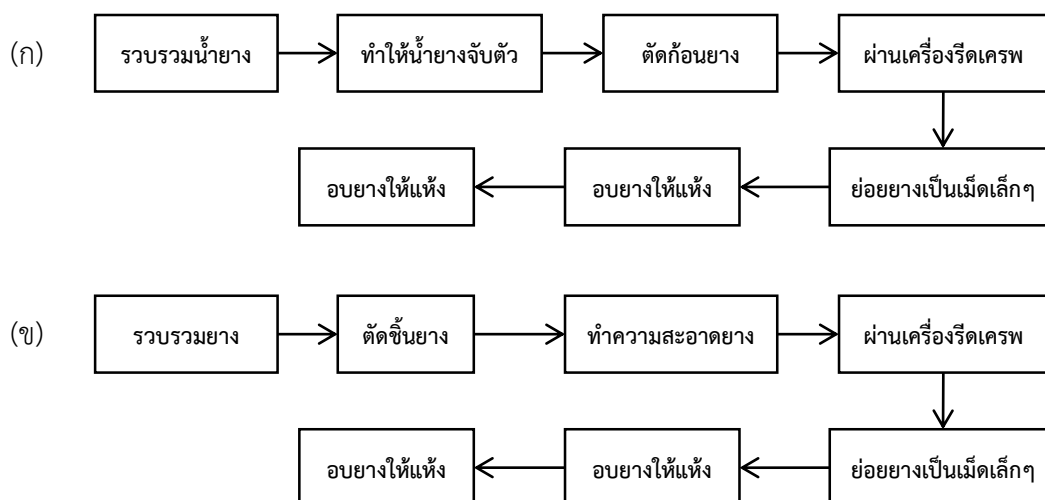 (ก) รวบรวมน้ำยาง ทำให้น้ำยางจับตัว ตัดก้อนยาง ผ่านเครื่องรีดเครพ
อบยางให้แห้ง อบยางให้แห้ง ย่อยยางเป็นเม็ดเล็กๆ
(ข) รวบรวมยาง ตัดชิ้นยาง ทำความสะอาดยาง ผ่านเครื่องรีดเครพ
อบยางให้แห้ง อบยางให้แห้ง ย่อยยางเป็นเม็ดเล็กๆ